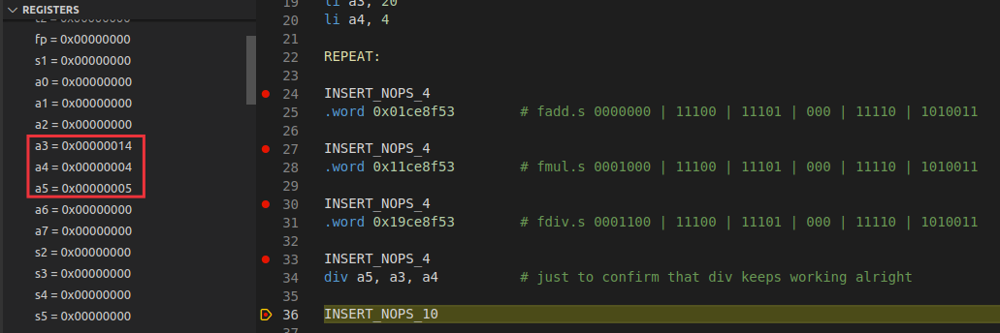 REGISTERS
fp = 0x00000000
s1 = 0x00000000
a0 = 0x00000000
a1 = 0x00000000
a2 = 0x00000000
a3 = 0x00000014
a4 = 0x00000004
a5 = 0x00000005
a6 = 0x00000000
a7 = 0x00000000
s2 = 0x00000000
s3 = 0x00000000
s4 = 0x00000000
s5 = 0x00000000
19 li a3, 20
20 li a4, 4
21
22 REPEAT:
23
24 INSERT_NOPS_4
25 .word 0x01ce8f53 # fadd.s 0000000 | 11100 | 11101 | 000 | 11110 | 1010011
26
27 INSERT_NOPS_4
28 .word 0x11ce8f53 # fmul.s 0001000 | 11100 | 11101 | 000 | 11110 | 1010011
29
30 INSERT_NOPS_4
31 .word 0x19ce8f53 # fdiv.s 0001100 | 11100 | 11101 | 000 | 11110 | 1010011
32
33 INSERT_NOPS_4
34 div a5, a3, a4 # just to confirm that div keeps working alright
35
36 INSERT_NOPS_10
37